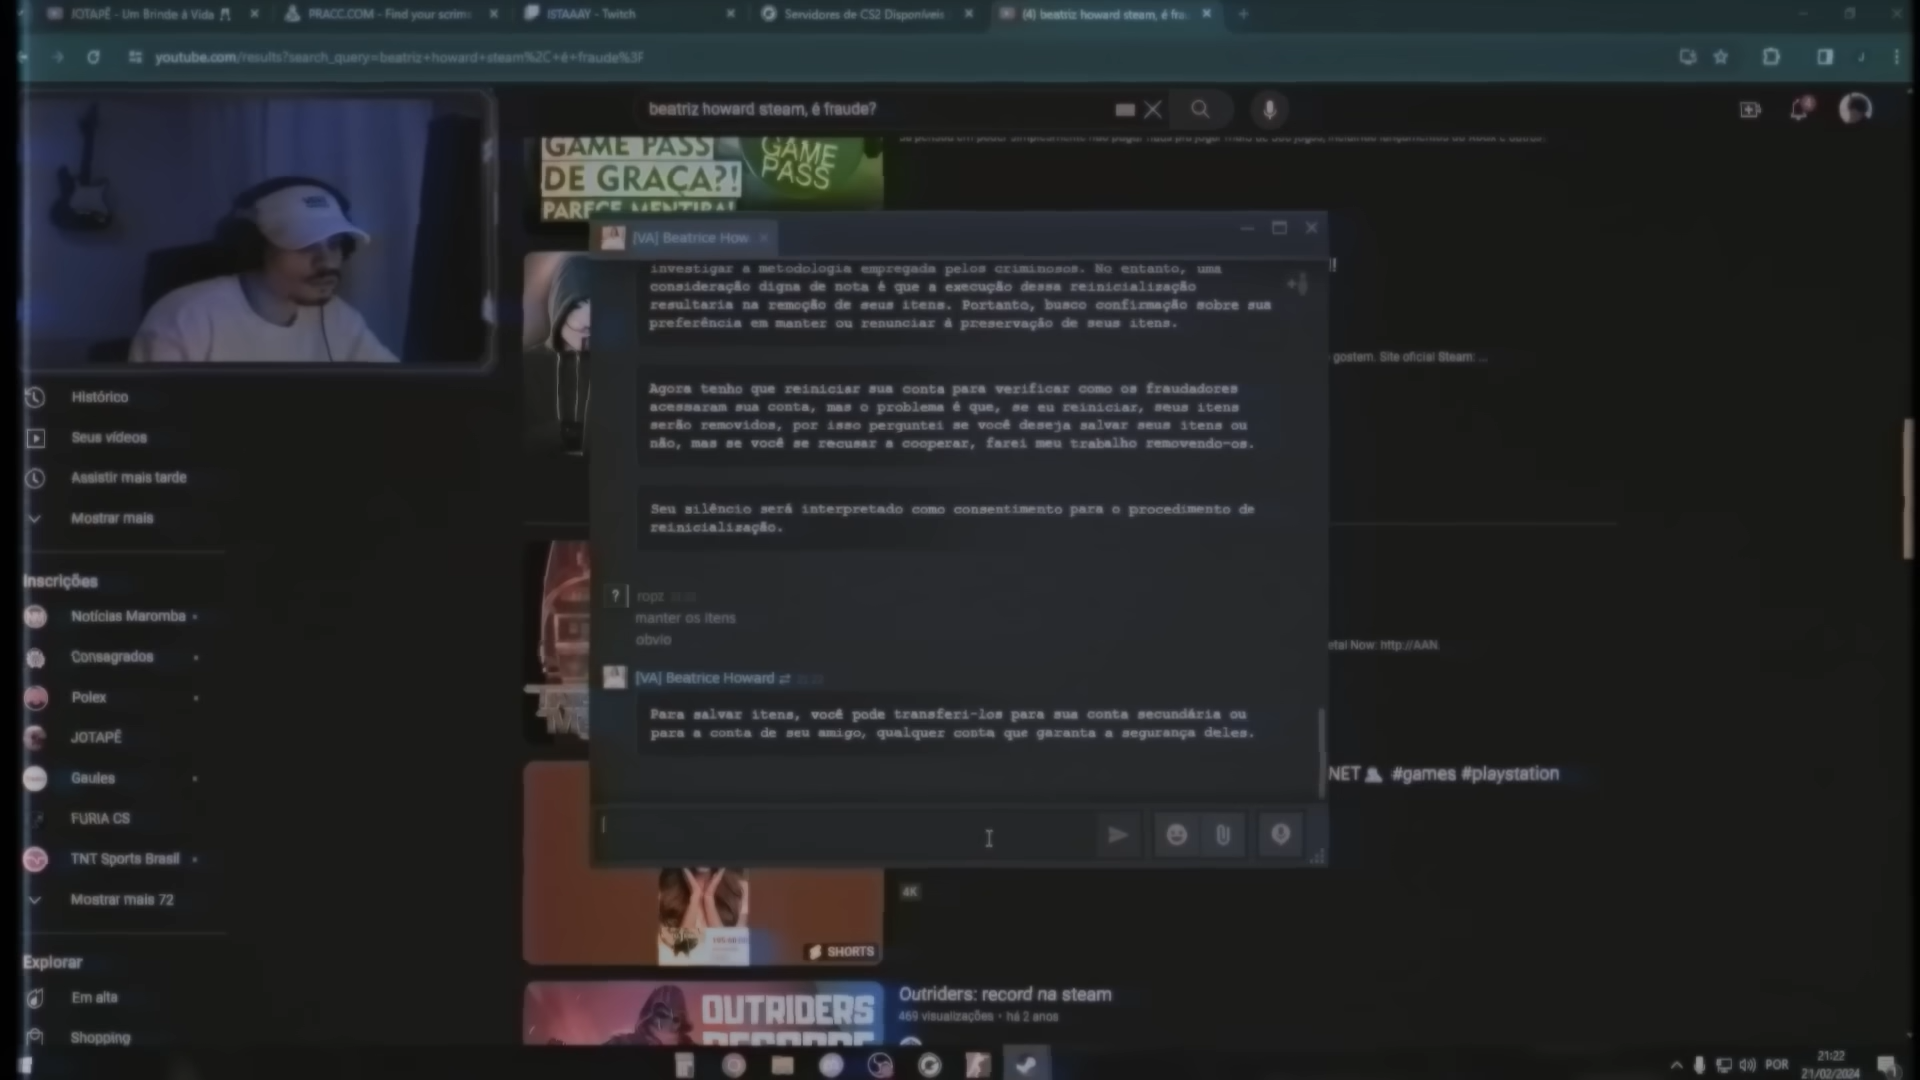 JOTAPÊ - Um Brinde à Vida
PRACC.COM - Find your scrim
ISTAAAY - Twitch
Servidores de CS2 Disponíveis
(4) beatriz howard steam, é fra
youtube.com/results?search_query=beatriz+howard+steam%2C+é+fraude%3F
beatriz howard steam, é fraude?
GAME PASS
DE GRAÇA?!
PARECE MENTIRA!
GAME
PASS
[VA] Beatrice How
investigar a metodologia empregada pelos criminosos. No entanto, uma
consideração digna de nota é que a execução dessa reinicialização
resultaria na remoção de seus itens. Portanto, busco confirmação sobre sua
preferência em manter ou renunciar à preservação de seus itens.
gostem. Site oficial Steam: ...
Agora tenho que reiniciar sua conta para verificar como os fraudadores
acessaram sua conta, mas o problema é que, se eu reiniciar, seus itens
serão removidos, por isso perguntei se você deseja salvar seus itens ou
não, mas se você se recusar a cooperar, farei meu trabalho removendo-os.
Seu silêncio será interpretado como consentimento para o procedimento de
reinicialização.
ropz
manter os itens
obvio
etal Now: http://AAN.
[VA] Beatrice Howard
Para salvar itens, você pode transferi-los para sua conta secundária ou
para a conta de seu amigo, qualquer conta que garanta a segurança deles.
NET #games #playstation
4K
SHORTS
OUTRIDERS
Outriders: record na steam
469 visualizações • há 2 anos
Histórico
Seus vídeos
Assistir mais tarde
Mostrar mais
Inscrições
Notícias Maromba
Consagrados
Polex
JOTAPÊ
Gaules
FURIA CS
TNT Sports Brasil
Mostrar mais 72
Explorar
Em alta
Shopping
POR
21:22
21/02/2024